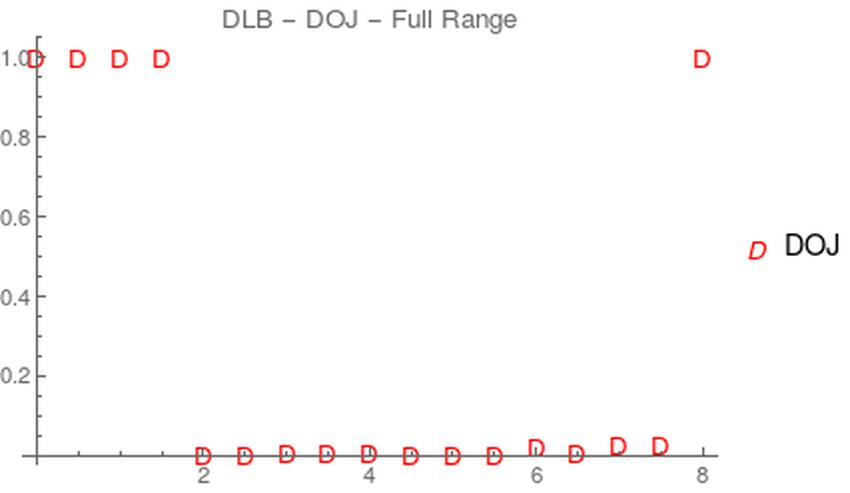 DLB – DOJ – Full Range
1.0 D D D D D
0.8
0.6
D DOJ
0.4
0.2
D D D D D D D D D D D D
2 4 6 8